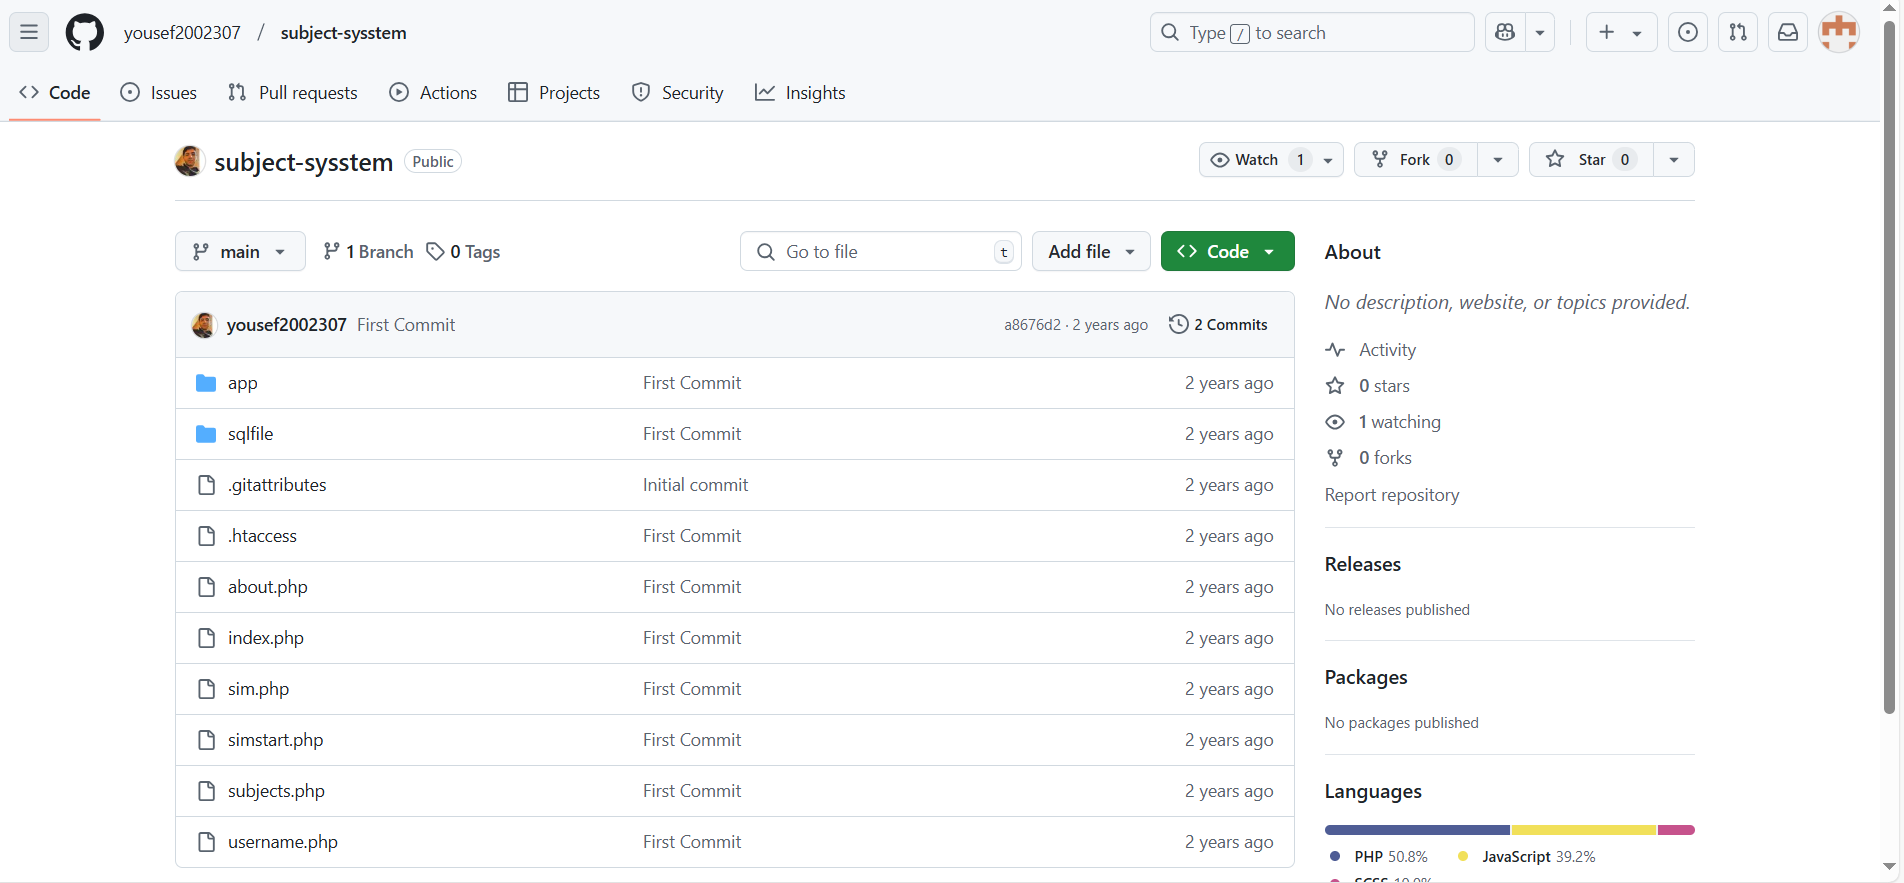 yousef2002307 / subject-sysstem
Type / to search
Code Issues Pull requests Actions Projects Security Insights
subject-sysstem Public
Watch 1 Fork 0 Star 0
main 1 Branch 0 Tags Go to file t Add file Code
yousef2002307 First Commit a8676d2 · 2 years ago 2 Commits
app First Commit 2 years ago
sqlfile First Commit 2 years ago
.gitattributes Initial commit 2 years ago
.htaccess First Commit 2 years ago
about.php First Commit 2 years ago
index.php First Commit 2 years ago
sim.php First Commit 2 years ago
simstart.php First Commit 2 years ago
subjects.php First Commit 2 years ago
username.php First Commit 2 years ago
About
No description, website, or topics provided.
Activity
0 stars
1 watching
0 forks
Report repository
Releases
No releases published
Packages
No packages published
Languages
PHP 50.8% JavaScript 39.2%
SCSS 10.0%